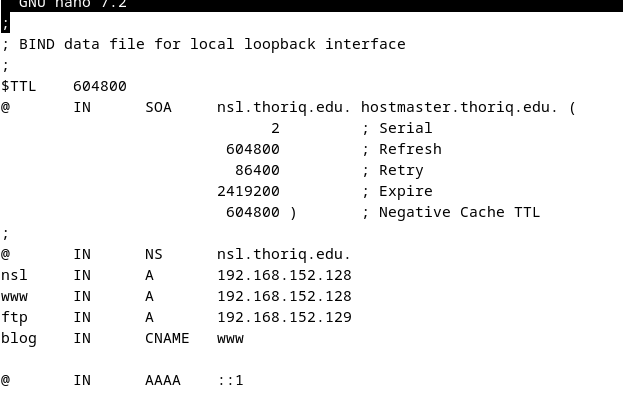 GNU nano 7.2
;
; BIND data file for local loopback interface
;
$TTL    604800
@       IN      SOA     nsl.thoriq.edu. hostmaster.thoriq.edu. (
                              2         ; Serial
                         604800         ; Refresh
                          86400         ; Retry
                        2419200         ; Expire
                         604800 )       ; Negative Cache TTL
;
@       IN      NS      nsl.thoriq.edu.
nsl     IN      A       192.168.152.128
www     IN      A       192.168.152.128
ftp     IN      A       192.168.152.129
blog    IN      CNAME   www
@       IN      AAAA    ::1